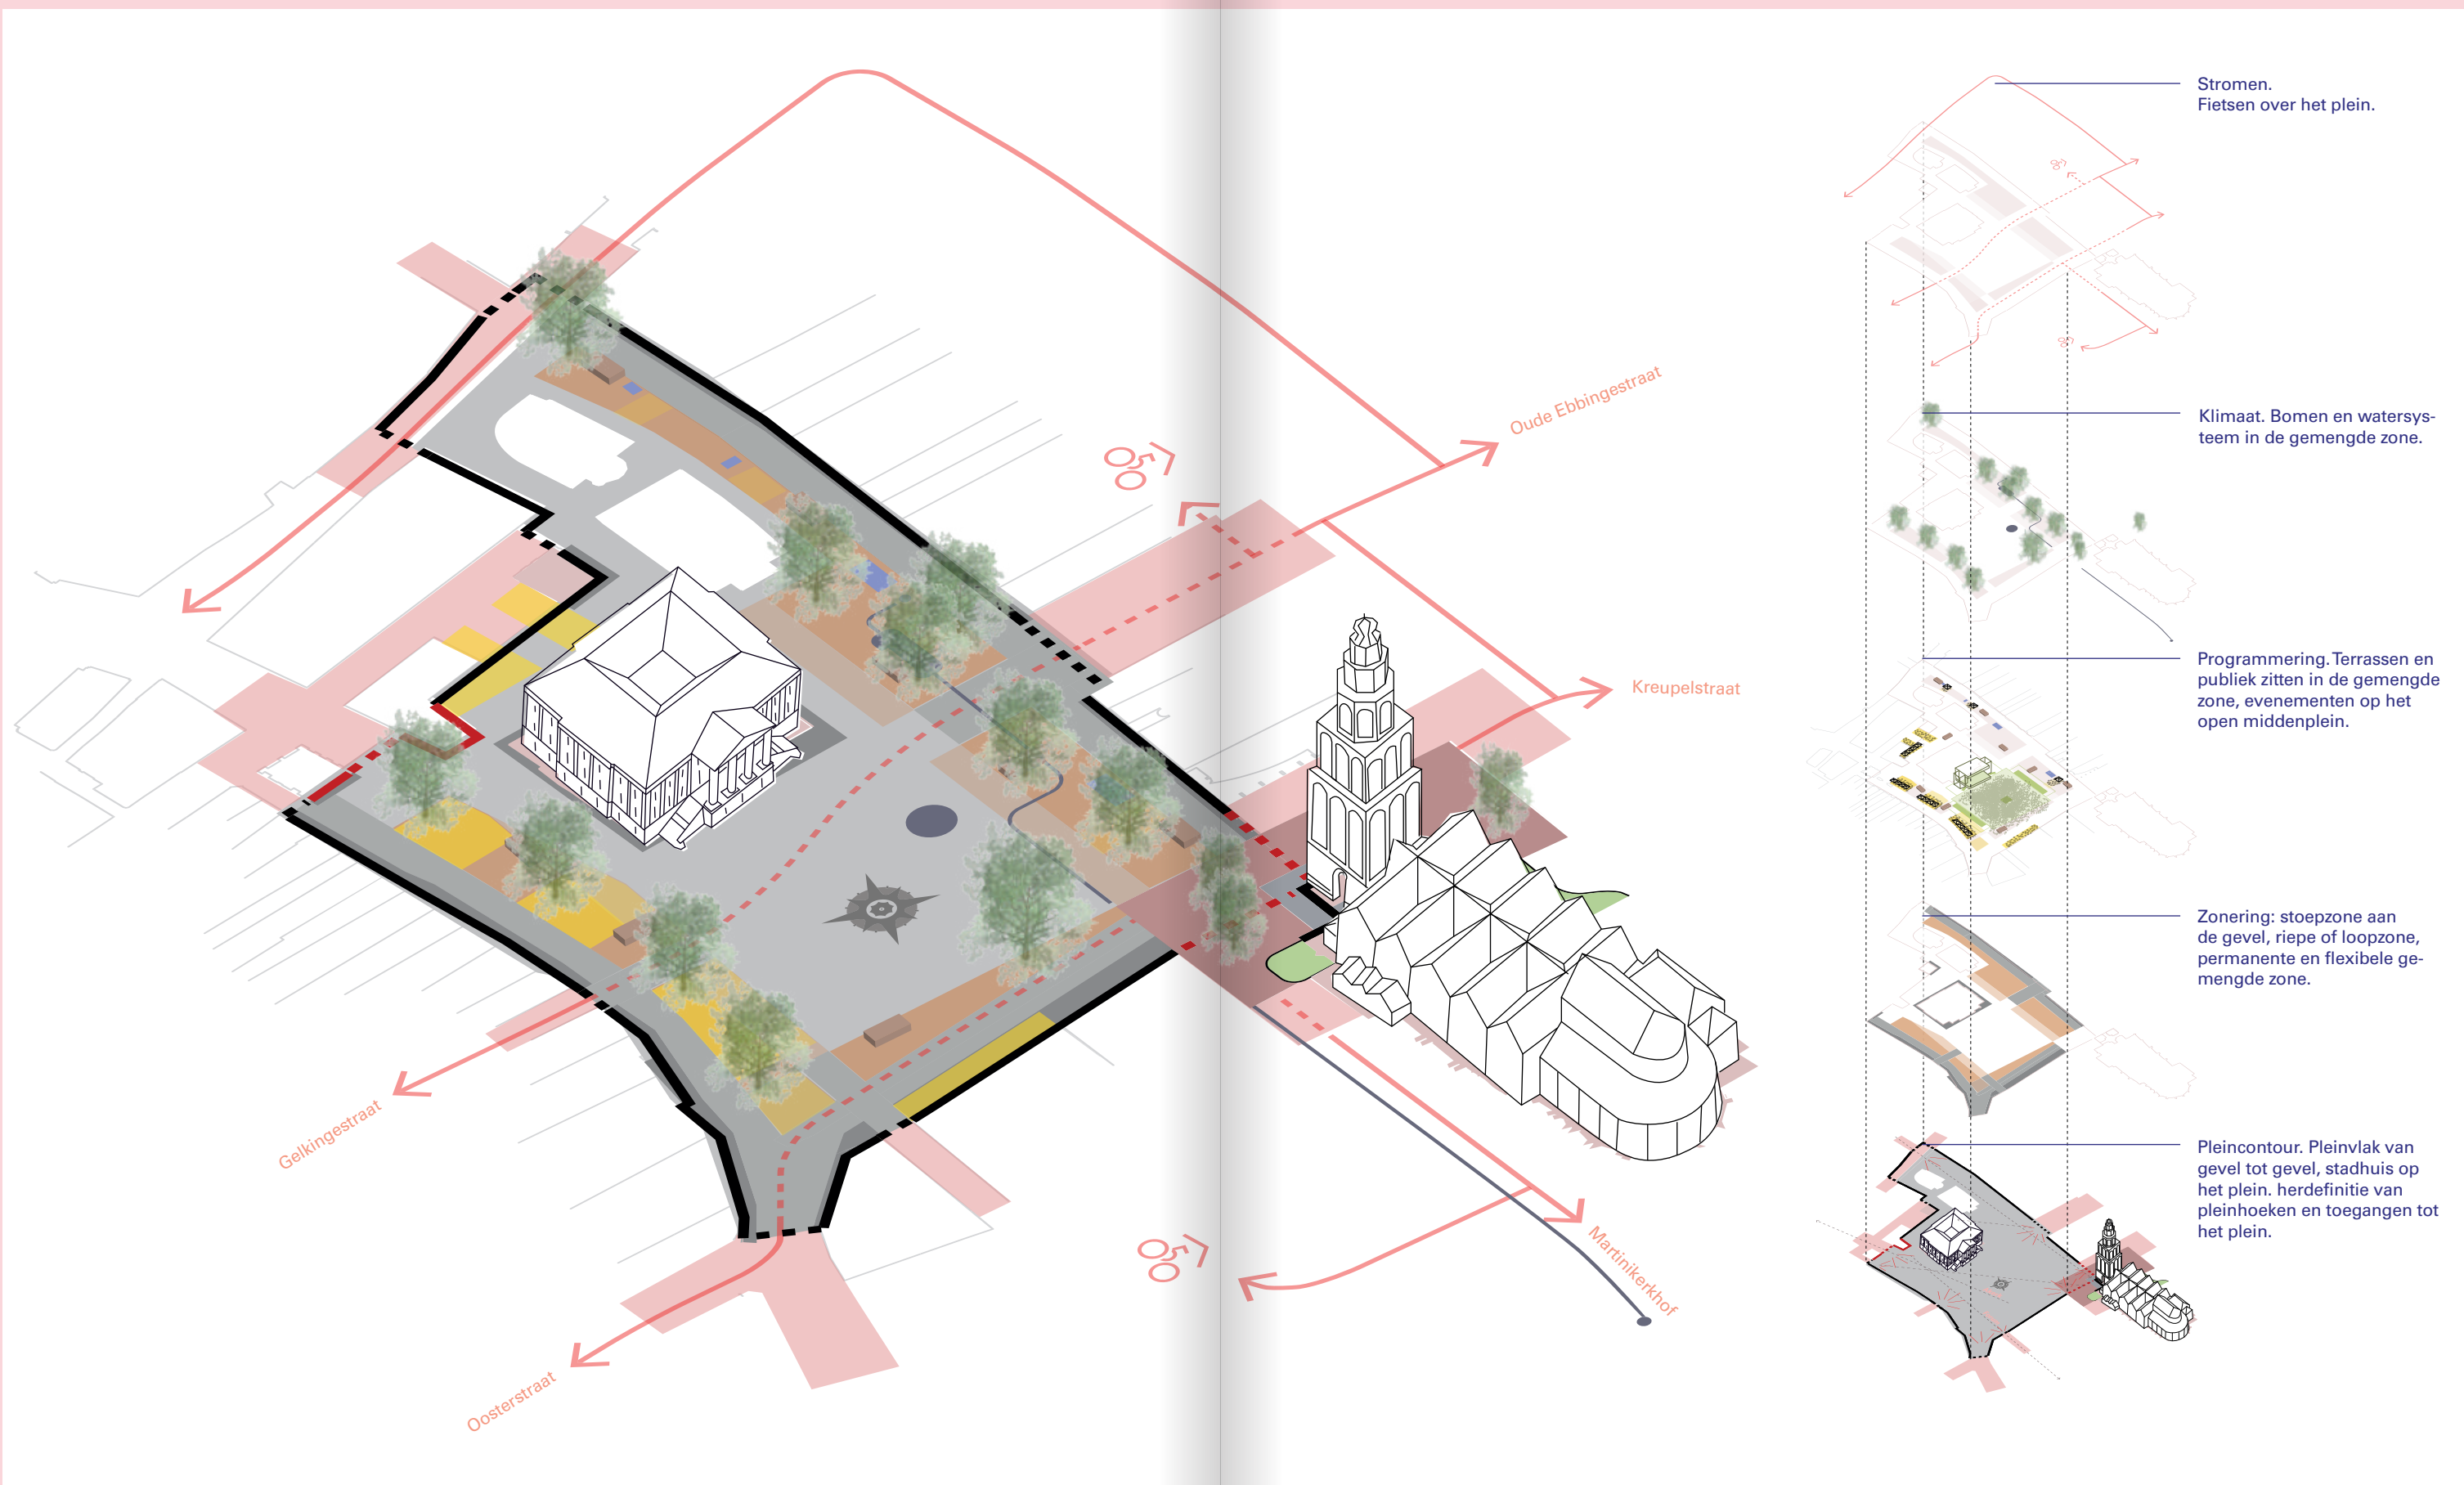 Oude Ebbingestraat
Kreupelstraat
Gelkingestraat
Martinikerkhof
Oosterstraat
Stromen.
Fietsen over het plein.
Klimaat. Bomen en watersys-
teem in de gemengde zone.
Programmering. Terrassen en
publiek zitten in de gemengde
zone, evenementen op het
open middenplein.
Zonering: stoepzone aan
de gevel, riepe of loopzone,
permanente en flexibele ge-
mengde zone.
Pleincontour. Pleinvlak van
gevel tot gevel, stadhuis op
het plein. herdefinitie van
pleinhoeken en toegangen tot
het plein.